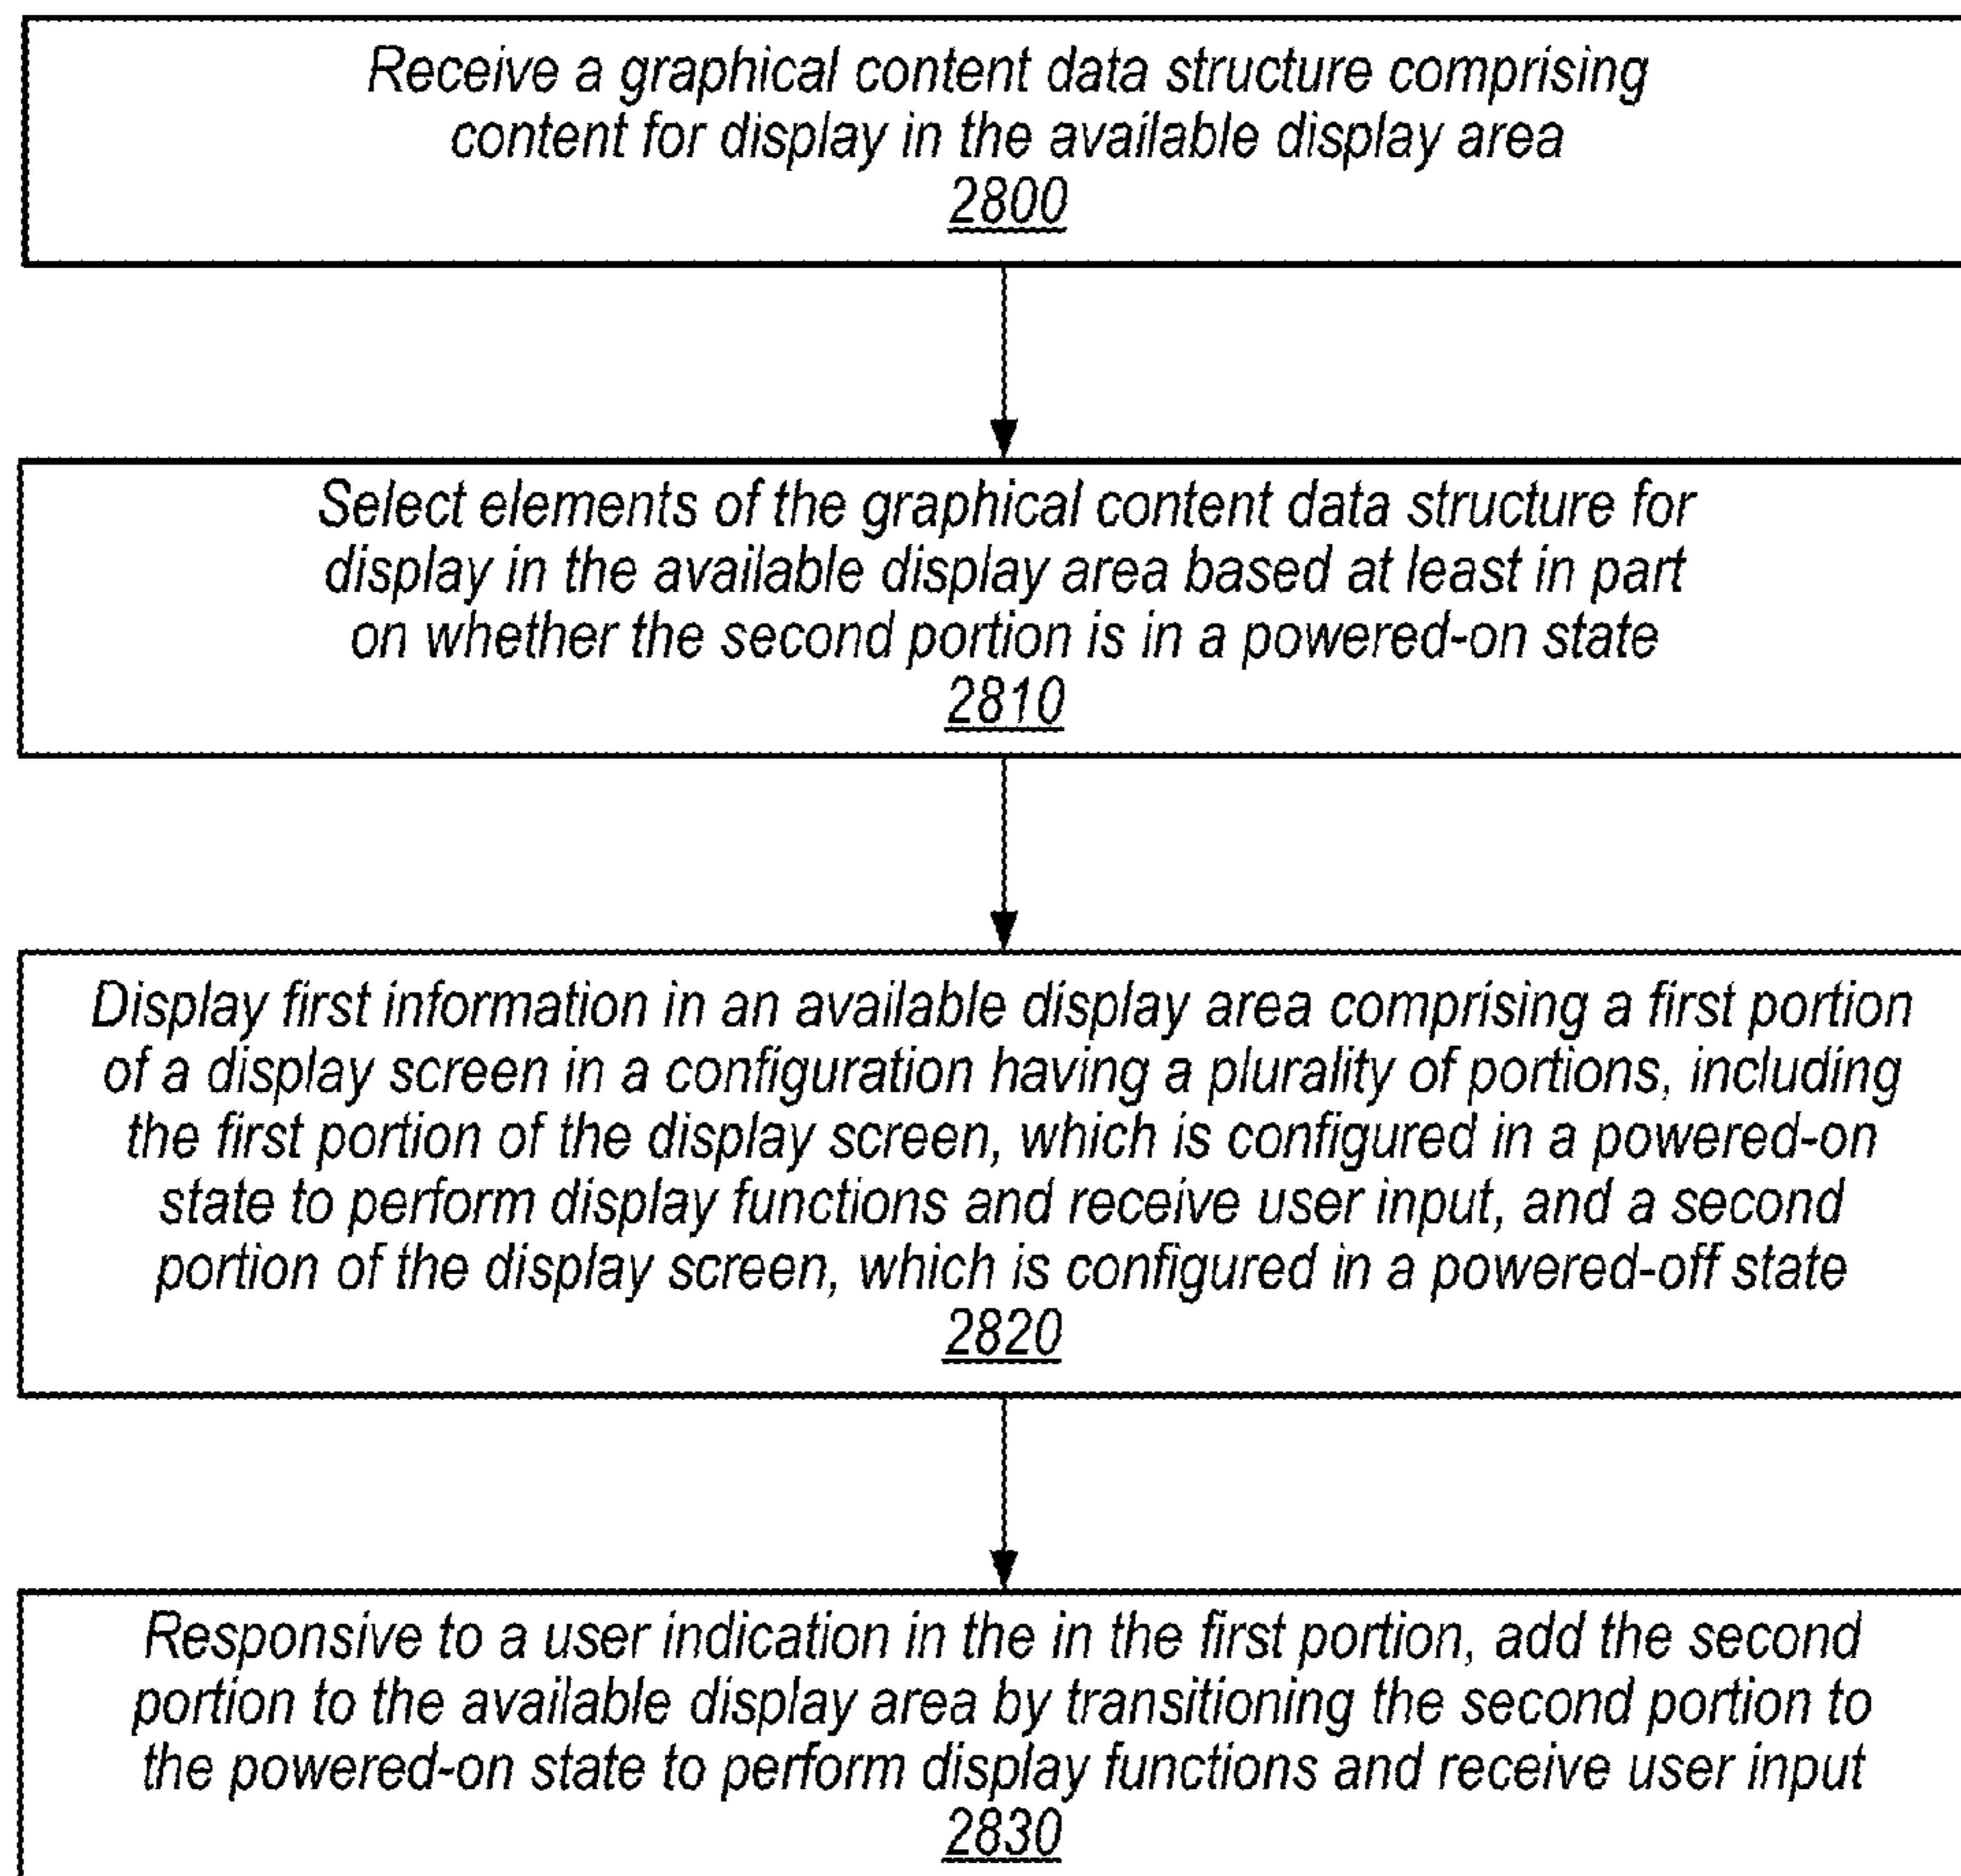 Receive a graphical content data structure comprising
content for display in the available display area
2800
Select elements of the graphical content data structure for
display in the available display area based at least in part
on whether the second portion is in a powered-on state
2810
Display first information in an available display area comprising a first portion
of a display screen in a configuration having a plurality of portions, including
the first portion of the display screen, which is configured in a powered-on
state to perform display functions and receive user input, and a second
portion of the display screen, which is configured in a powered-off state
2820
Responsive to a user indication in the in the first portion, add the second
portion to the available display area by transitioning the second portion to
the powered-on state to perform display functions and receive user input
2830